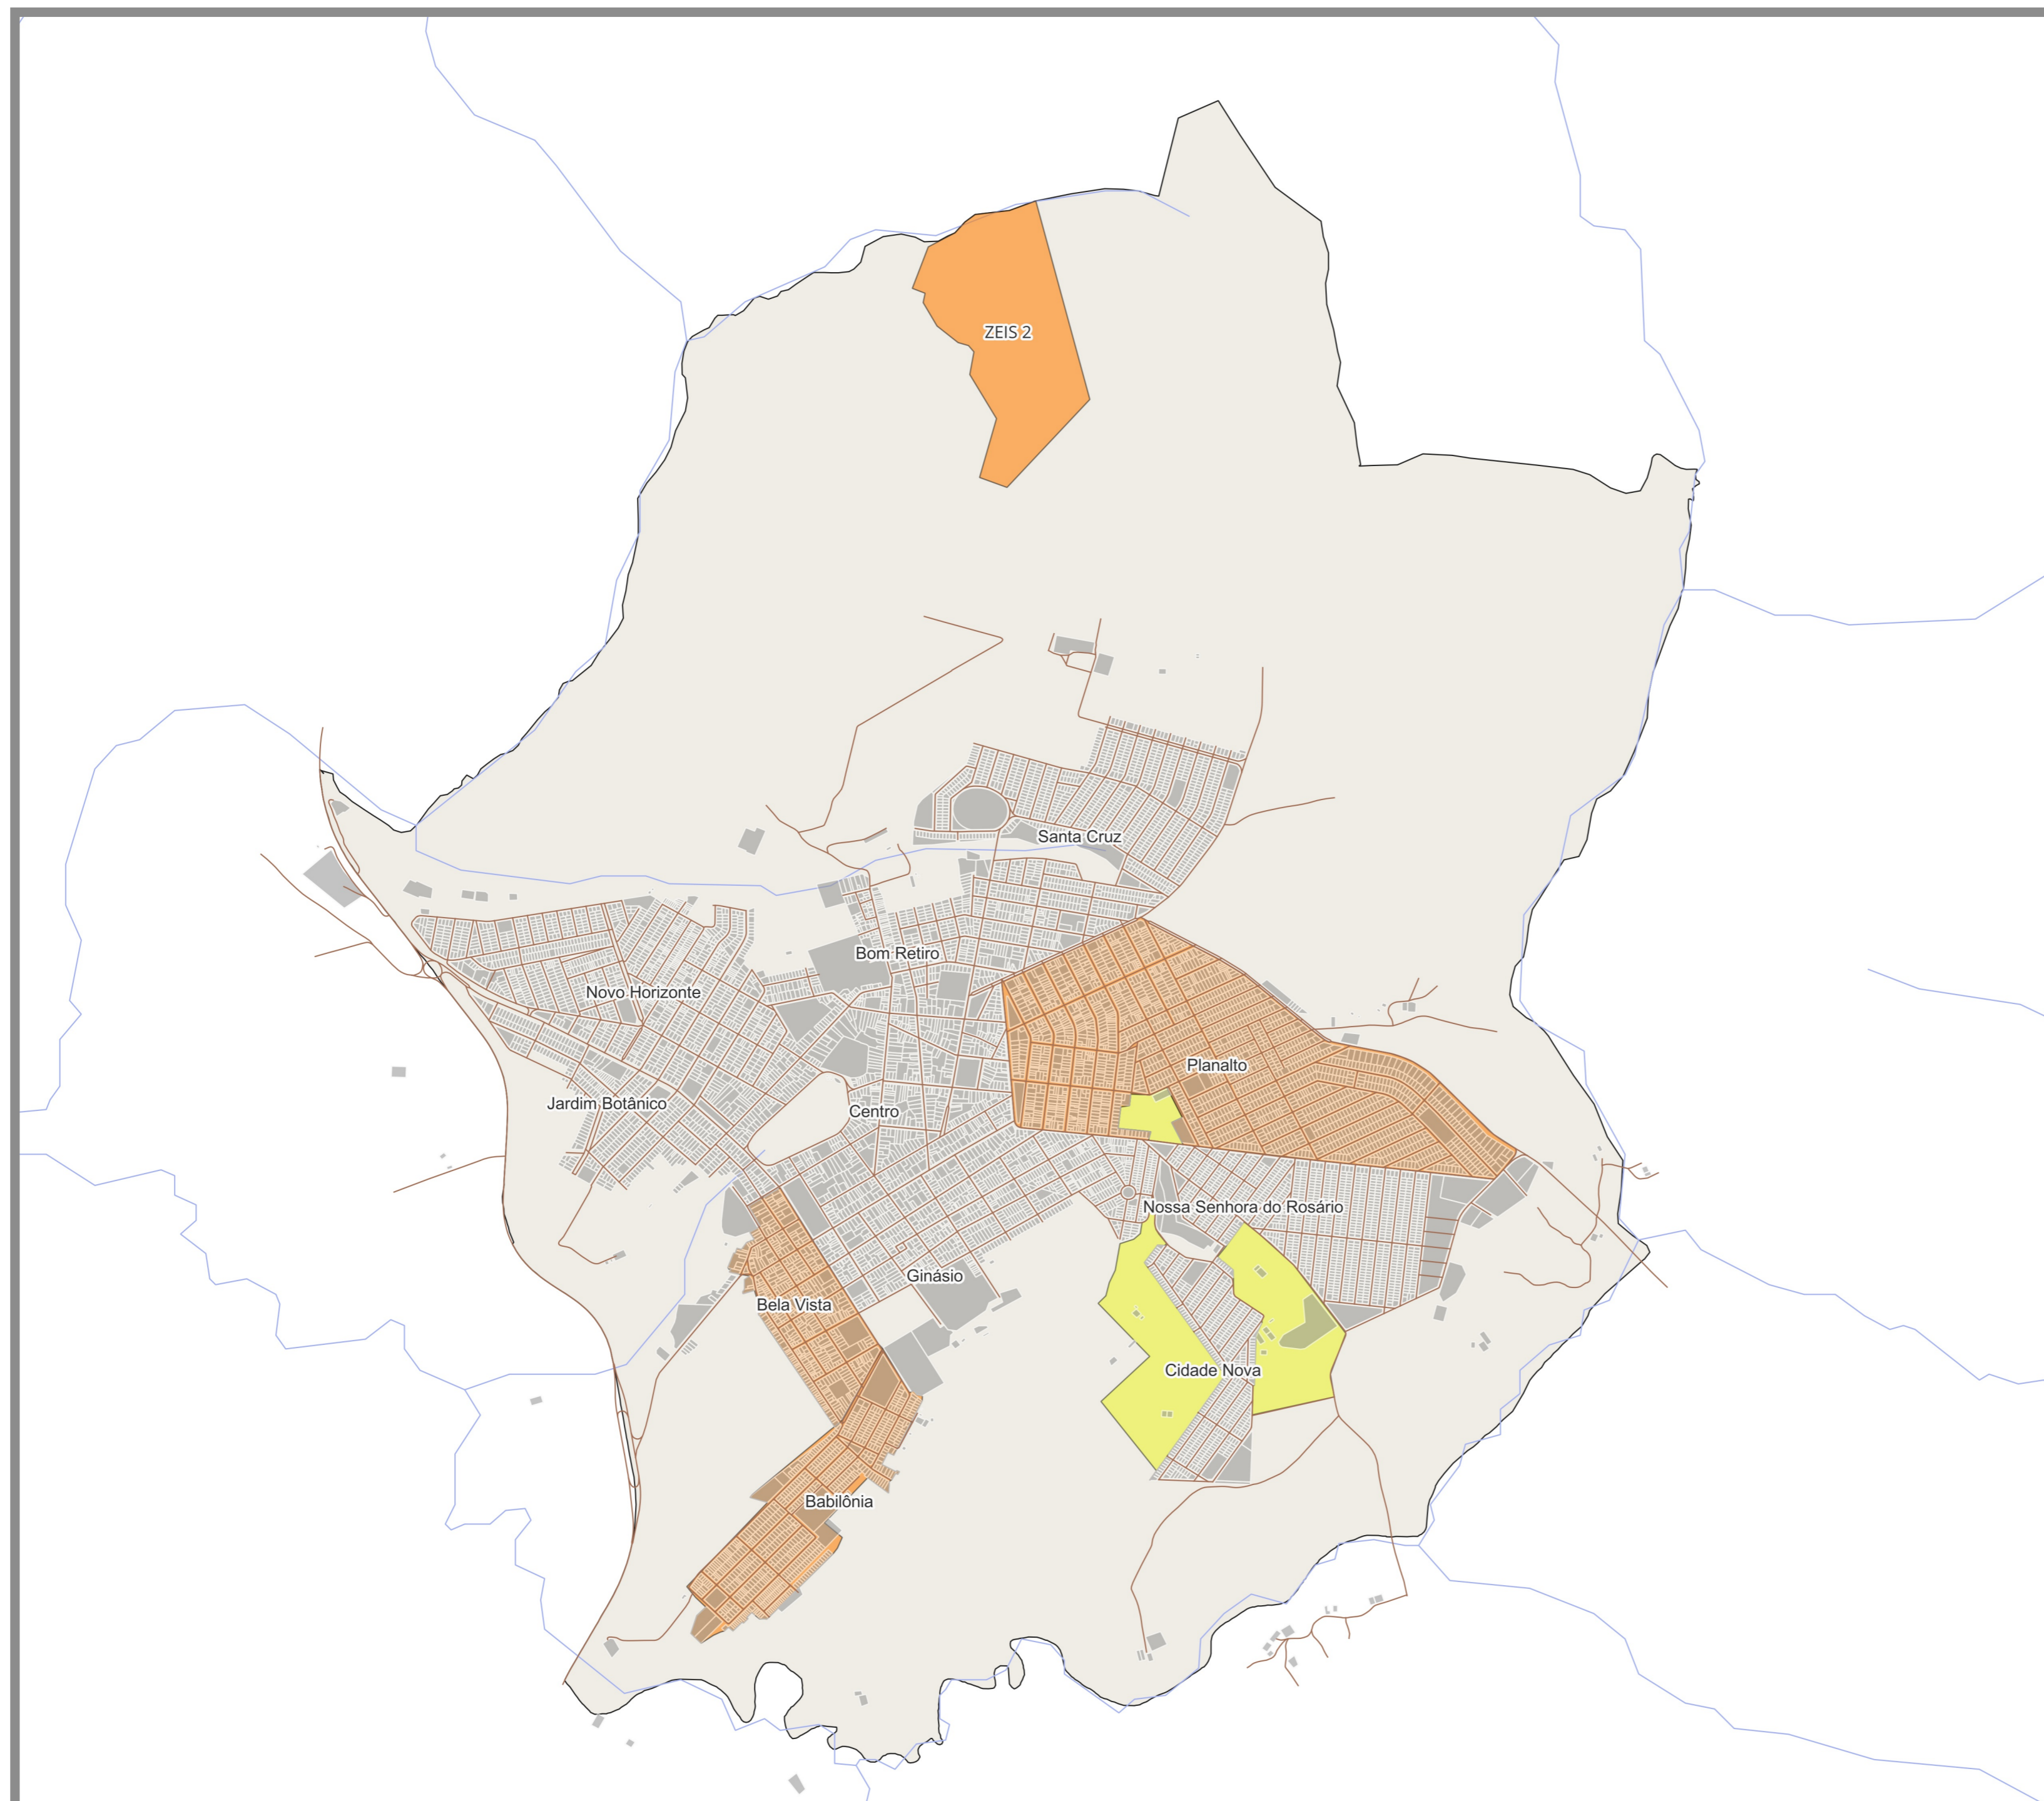 ZEIS 2
Santa Cruz
Bom Retiro
Novo Horizonte
Planalto
Jardim Botânico
Centro
Nossa Senhora do Rosário
Ginásio
Bela Vista
Cidade Nova
Babilônia